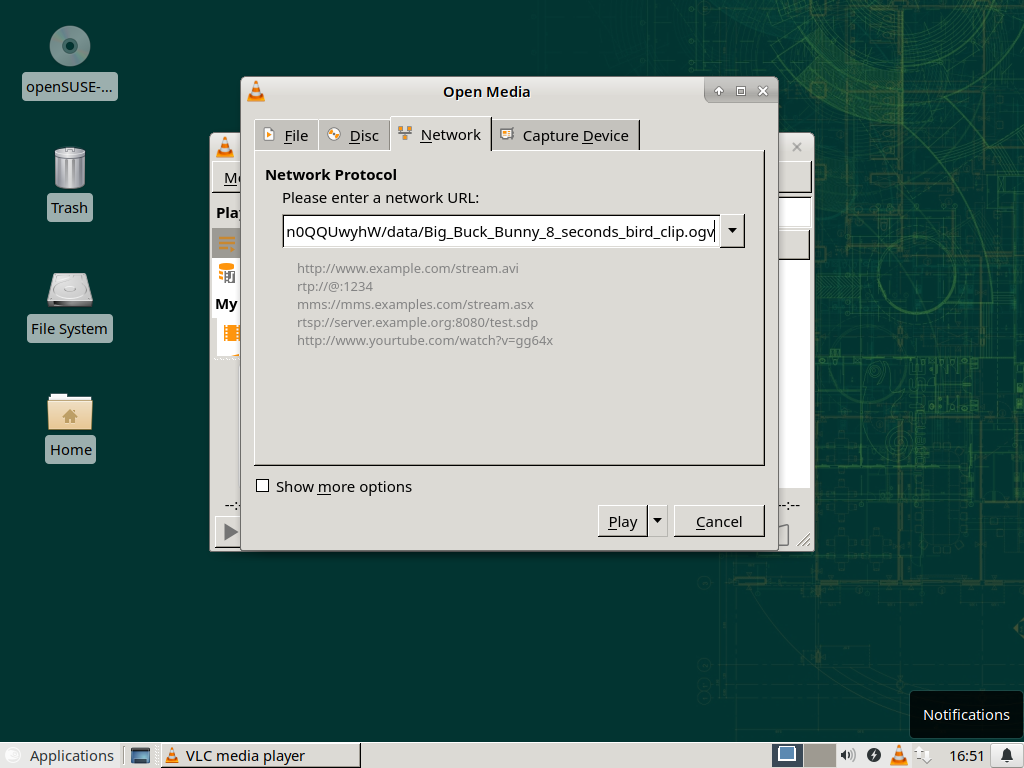 openSUSE-...
Trash
File System
Home
Open Media
File
Disc
Network
Capture Device
Network Protocol
Please enter a network URL:
n0QQUwyhW/data/Big_Buck_Bunny_8_seconds_bird_clip.ogv
http://www.example.com/stream.avi
rtp://@:1234
mms://mms.examples.com/stream.asx
rtsp://server.example.org:8080/test.sdp
http://www.yourtube.com/watch?v=gg64x
Show more options
Play
Cancel
My
--:
--:--
Notifications
Applications
VLC media player
16:51